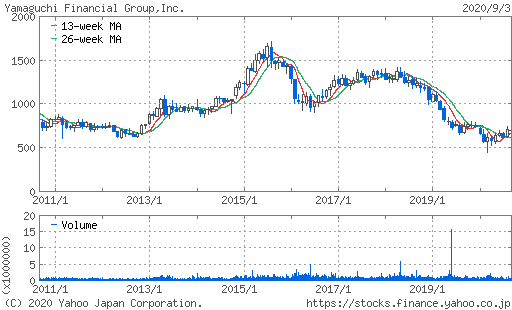 Yamaguchi Financial Group,Inc. 2020/9/3
2000
13-week MA
26-week MA
1500
1000
500
0
2011/1 2013/1 2015/1 2017/1 2019/1
20
Volume
15
10
5
0
(x1000000)
2011/1 2013/1 2015/1 2017/1 2019/1
(C) 2020 Yahoo Japan Corporation. https://stocks.finance.yahoo.co.jp